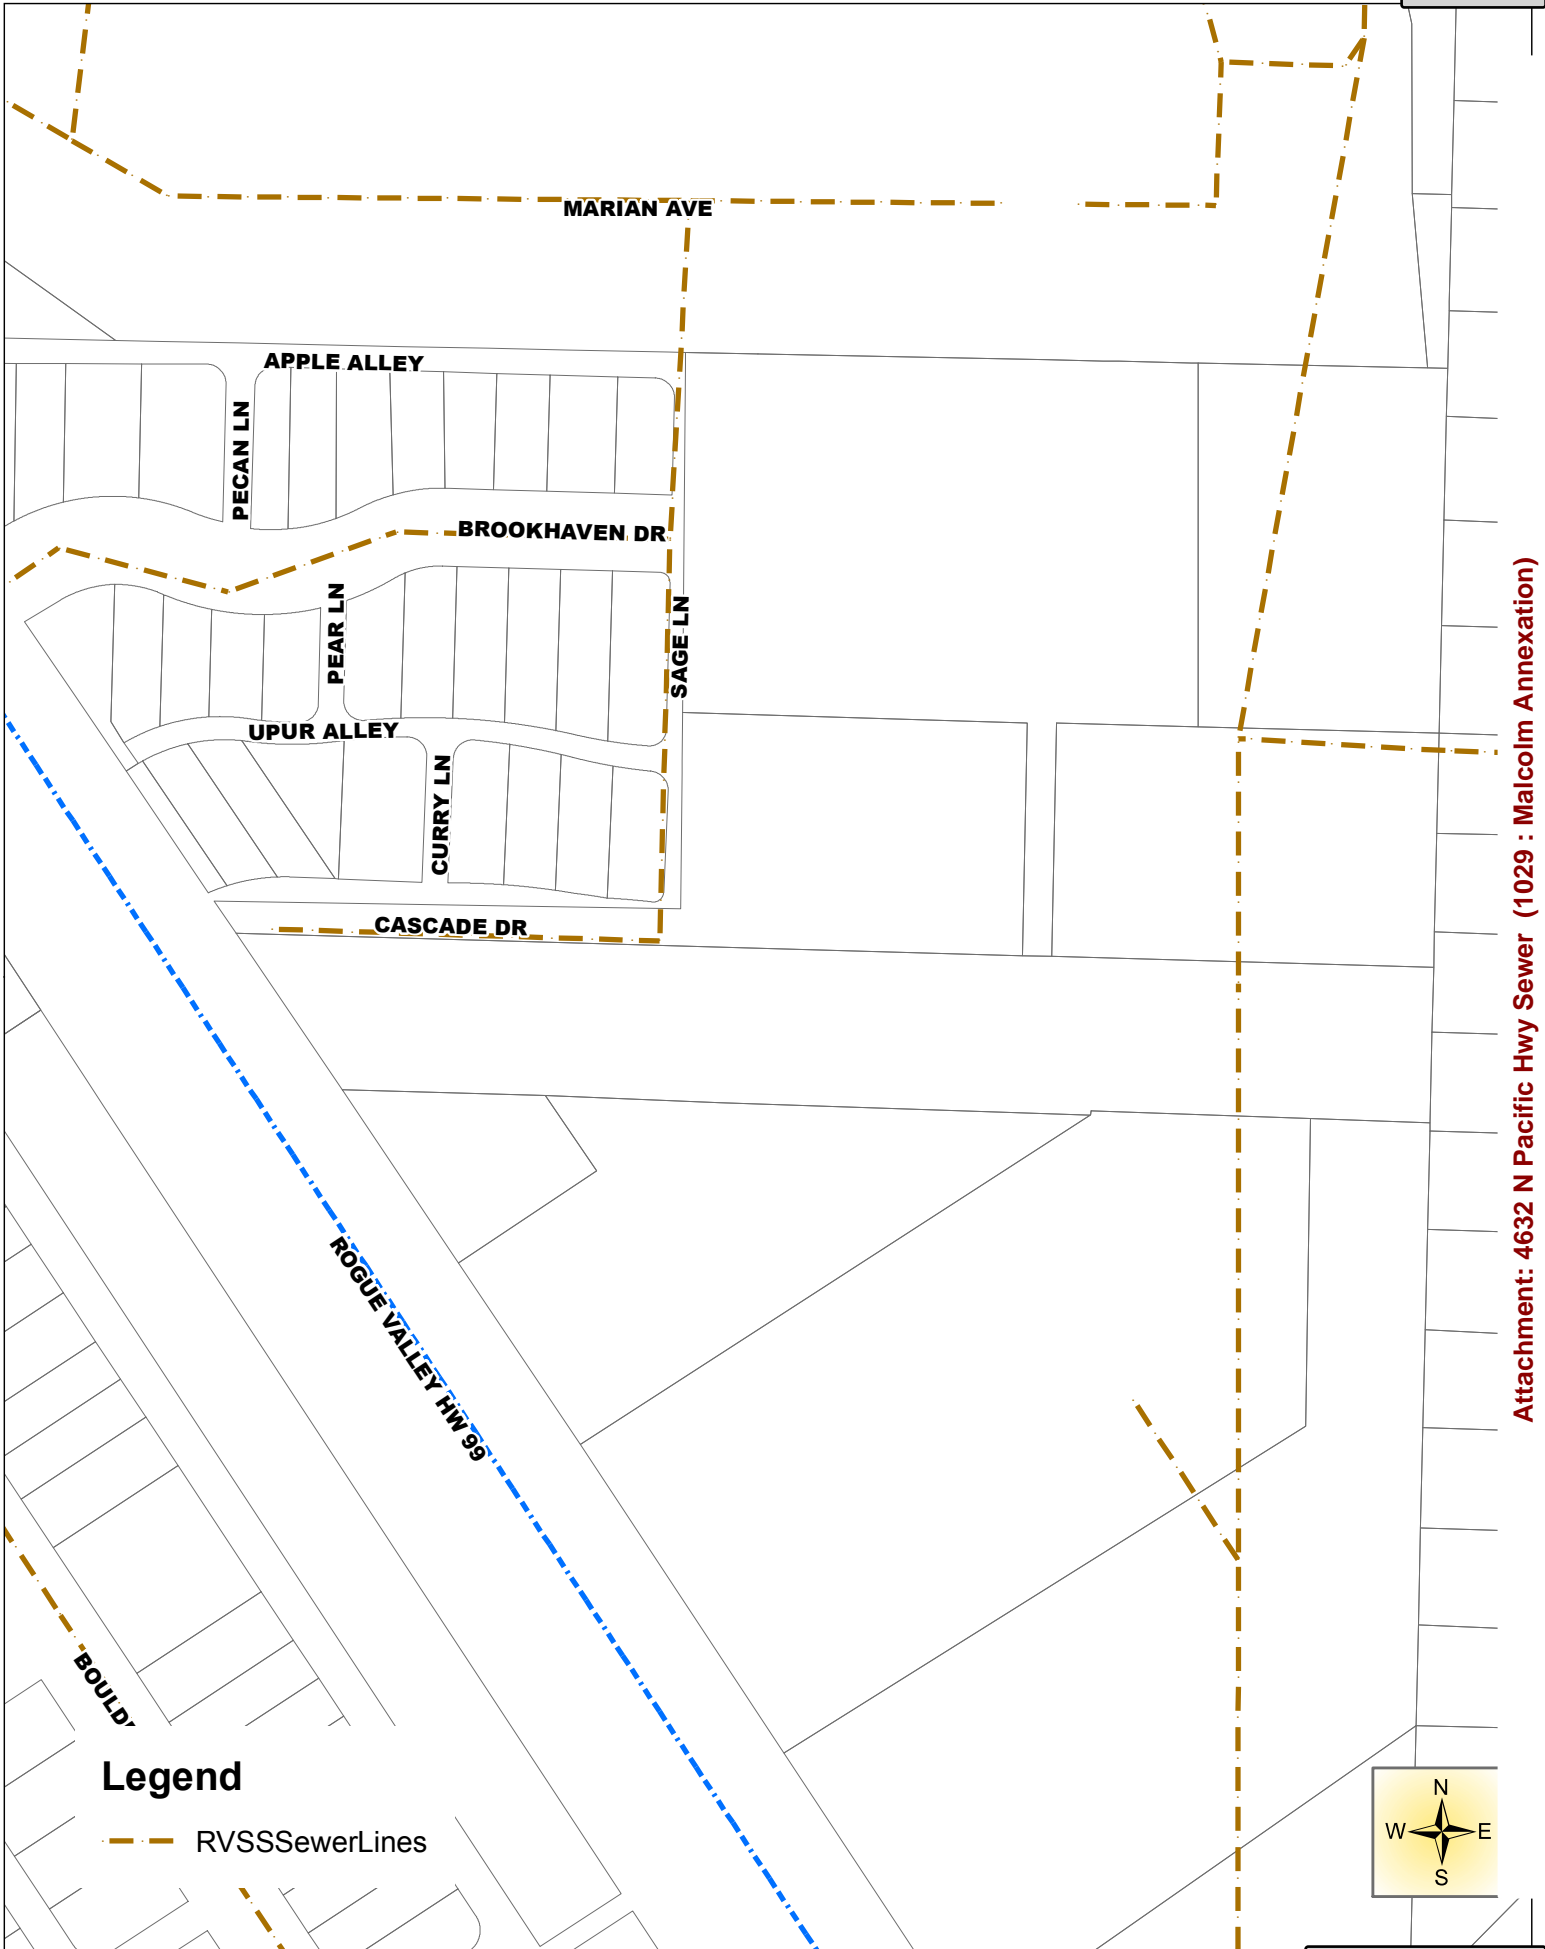 MARIAN AVE
APPLE ALLEY
PECAN LN
BROOKHAVEN DR
PEAR LN
SAGE LN
UPUR ALLEY
CURRY LN
CASCADE DR
ROGUE VALLEY HW 99
Legend
RVSSSewerLines
N
W E
S
Attachment: 4632 N Pacific Hwy Sewer (1029 : Malcolm Annexation)